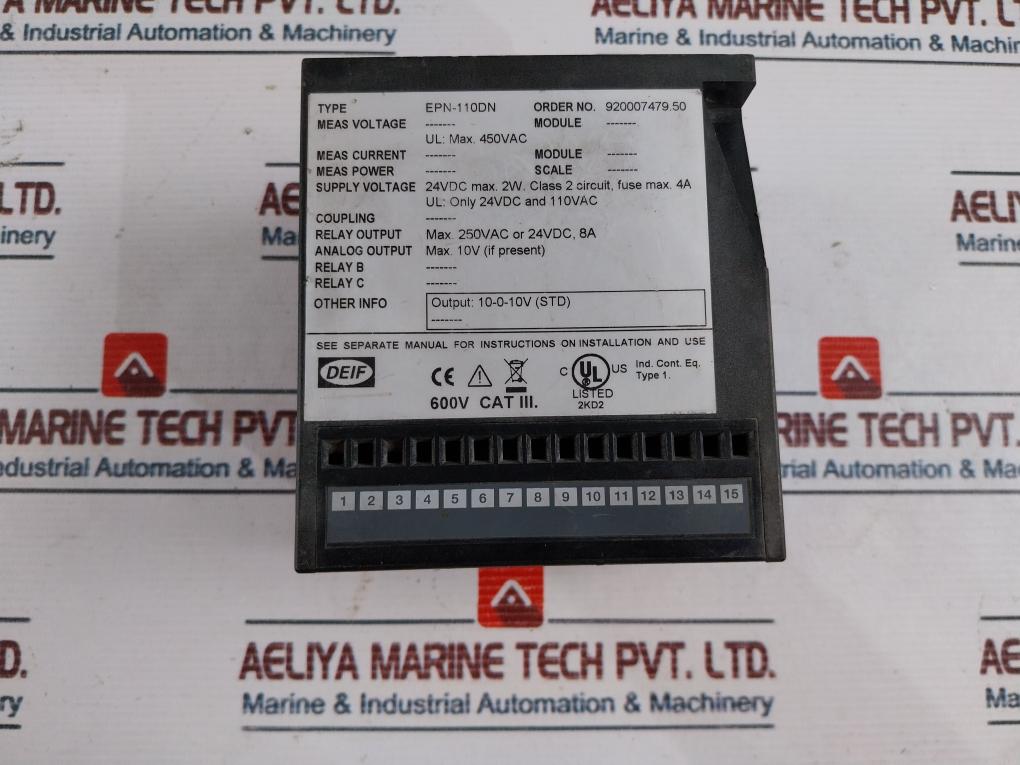 AELIYA MARINE TECH PVT. LTD.
& Industrial Automation & Machinery
AELIYA MARINE TECH PVT. L
Marine & Industrial Automation & Machin
TYPE EPN-110DN ORDER NO. 920007479.50
MEAS VOLTAGE ------- MODULE -------
UL: Max. 450VAC
MEAS CURRENT ------- MODULE -------
MEAS POWER ------- SCALE -------
SUPPLY VOLTAGE 24VDC max. 2W. Class 2 circuit, fuse max. 4A
UL: Only 24VDC and 110VAC
COUPLING -------
RELAY OUTPUT Max. 250VAC or 24VDC, 8A
ANALOG OUTPUT Max. 10V (if present)
RELAY B -------
RELAY C -------
OTHER INFO Output: 10-0-10V (STD)
-------
SEE SEPARATE MANUAL FOR INSTRUCTIONS ON INSTALLATION AND USE
DEIF CE C UL US Ind. Cont. Eq.
Type 1.
LISTED
600V CAT III. 2KD2
1 2 3 4 5 6 7 8 9 10 11 12 13 14 15
LTD.
inery
AE
Ma
AELI
Marine
MARINE TECH PVT
dustrial Automation &
RINE TECH PVT.
rial Automation & M
AELIYA MARINE TECH PVT. LTD.
Marine & Industrial Automation & Machinery
D.
ry
AE
Ma